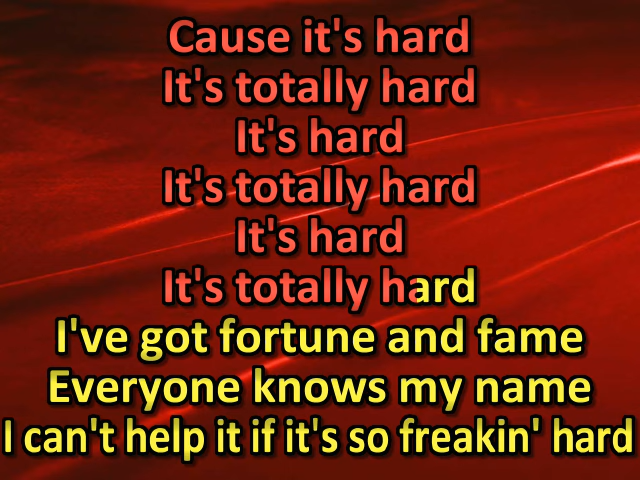 Cause it's hard
It's totally hard
It's hard
It's totally hard
It's hard
It's totally hard
I've got fortune and fame
Everyone knows my name
I can't help it if it's so freakin' hard